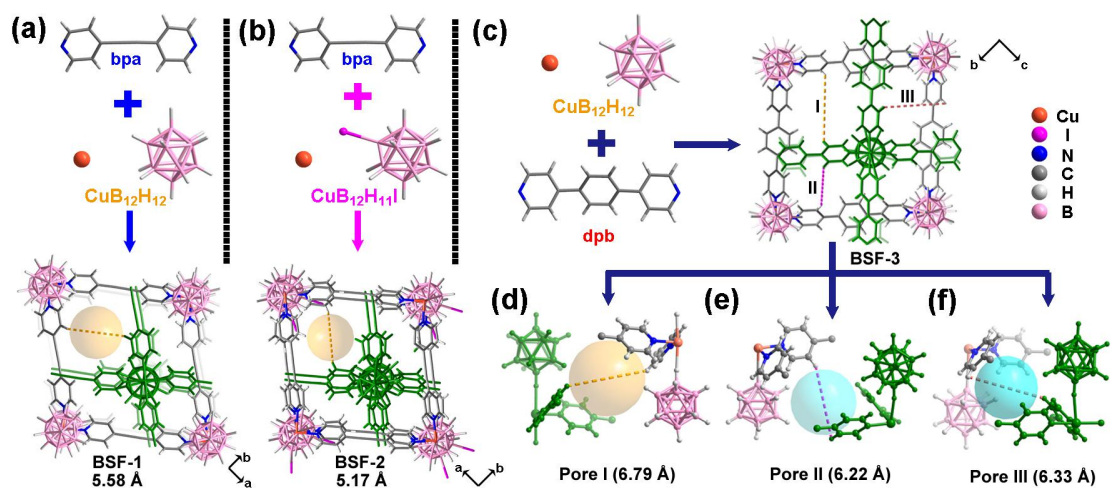 (a)
bpa
CuB12H12
BSF-1
5.58 Å
b
a
(b)
bpa
CuB12H11I
BSF-2
5.17 Å
a
b
(c)
CuB12H12
dpb
I
II
III
BSF-3
b
c
Cu
I
N
C
H
B
(d)
Pore I (6.79 Å)
(e)
Pore II (6.22 Å)
(f)
Pore III (6.33 Å)